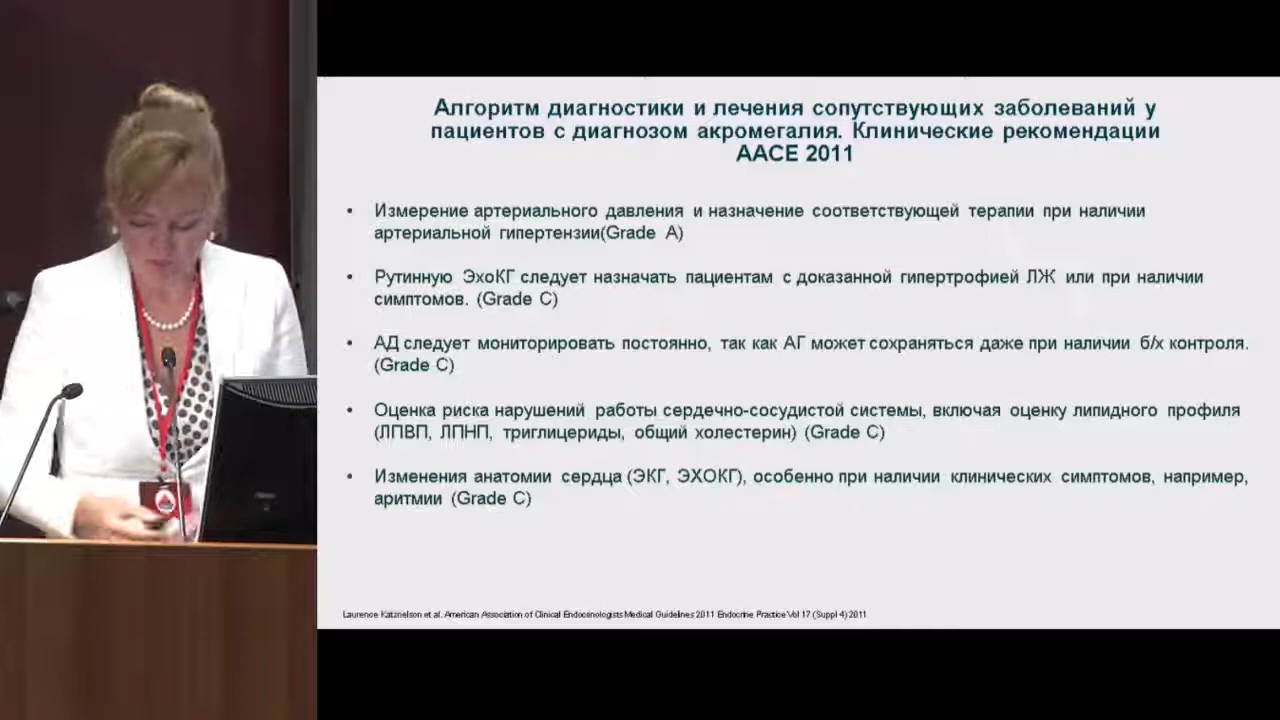 Алгоритм диагностики и лечения сопутствующих заболеваний у
пациентов с диагнозом акромегалия. Клинические рекомендации
AACE 2011
• Измерение артериального давления и назначение соответствующей терапии при наличии
артериальной гипертензии(Grade A)
• Рутинную ЭхоКГ следует назначать пациентам с доказанной гипертрофией ЛЖ или при наличии
симптомов. (Grade C)
• АД следует мониторировать постоянно, так как АГ может сохраняться даже при наличии б/х контроля.
(Grade C)
• Оценка риска нарушений работы сердечно-сосудистой системы, включая оценку липидного профиля
(ЛПВП, ЛПНП, триглицериды, общий холестерин) (Grade C)
• Изменения анатомии сердца (ЭКГ, ЭХОКГ), особенно при наличии клинических симптомов, например,
аритмии (Grade C)
Laurence Katznelson et al. American Association of Clinical Endocrinologists Medical Guidelines 2011 Endocrine Practice Vol 17 (Suppl 4) 2011